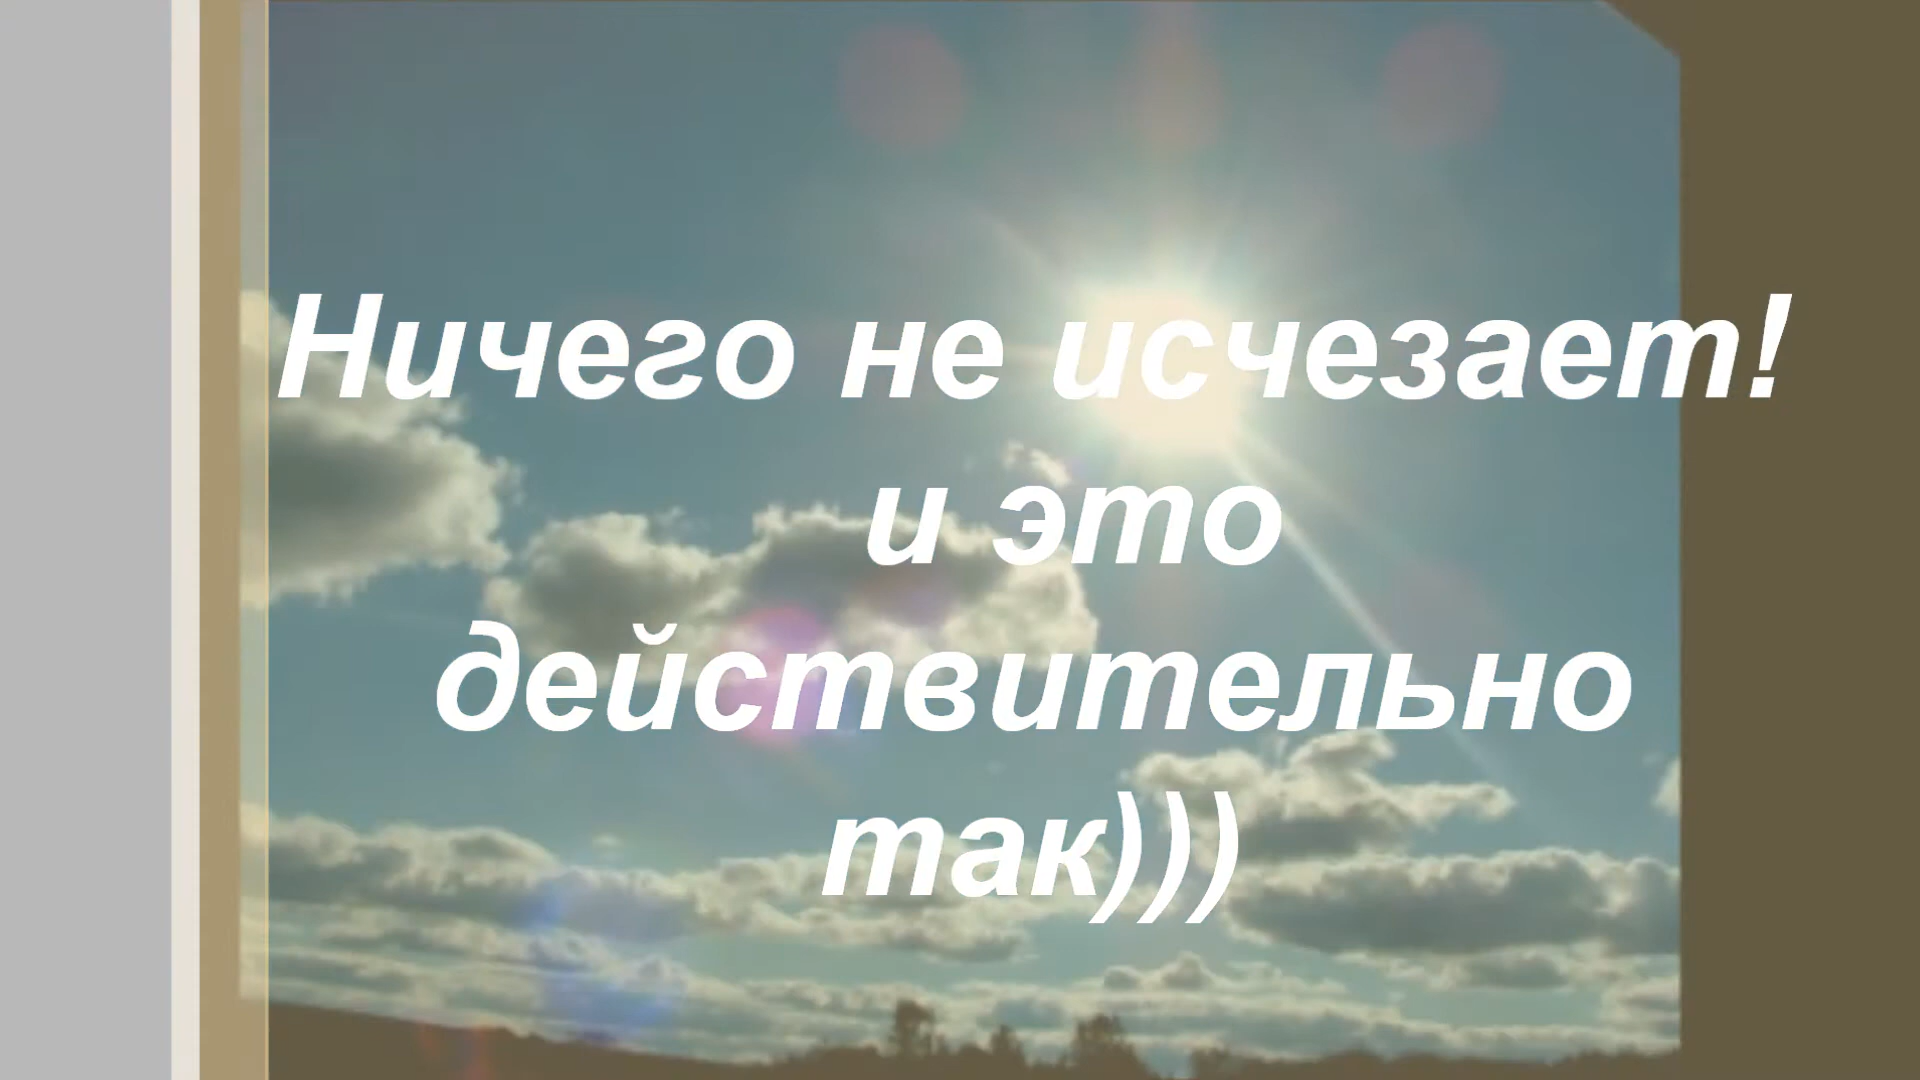 Ничего не исчезает!
и это
действительно
так)))